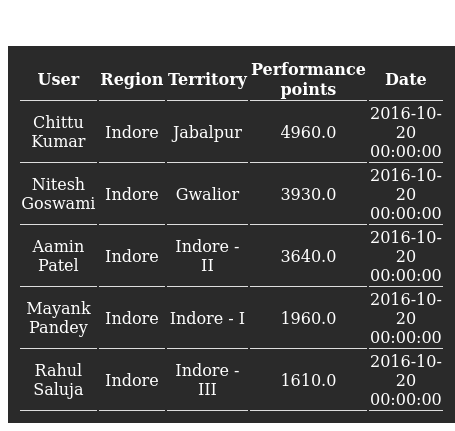 User Region Territory Performance points Date
Chittu Kumar Indore Jabalpur 4960.0 2016-10-20 00:00:00
Nitesh Goswami Indore Gwalior 3930.0 2016-10-20 00:00:00
Aamin Patel Indore Indore - II 3640.0 2016-10-20 00:00:00
Mayank Pandey Indore Indore - I 1960.0 2016-10-20 00:00:00
Rahul Saluja Indore Indore - III 1610.0 2016-10-20 00:00:00